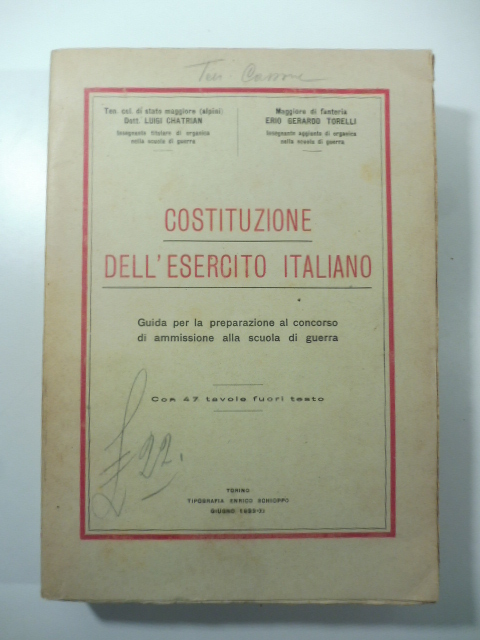 Ten. col. di stato maggiore (alpini)
Dott. LUIGI CHATRIAN
Insegnante titolare di organica
nella scuola di guerra
Maggiore di fanteria
ERIO GERARDO TORELLI
Insegnante aggiunto di organica
nella scuola di guerra
COSTITUZIONE
DELL'ESERCITO ITALIANO
Guida per la preparazione al concorso
di ammissione alla scuola di guerra
Con 47 tavole fuori testo
£ 22.
TORINO
TIPOGRAFIA ENRICO SCHIOPPO
GIUGNO